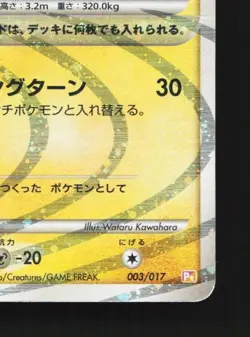 高さ：3.2m 重さ：320.0kg
ドは、デッキに何枚でも入れられる。
グターン 30
チポケモンと入れ替える。
つくった ポケモンとして
Illus. Wataru Kawahara
抗力 にげる
-20
/Creatures/GAME FREAK. 003/017